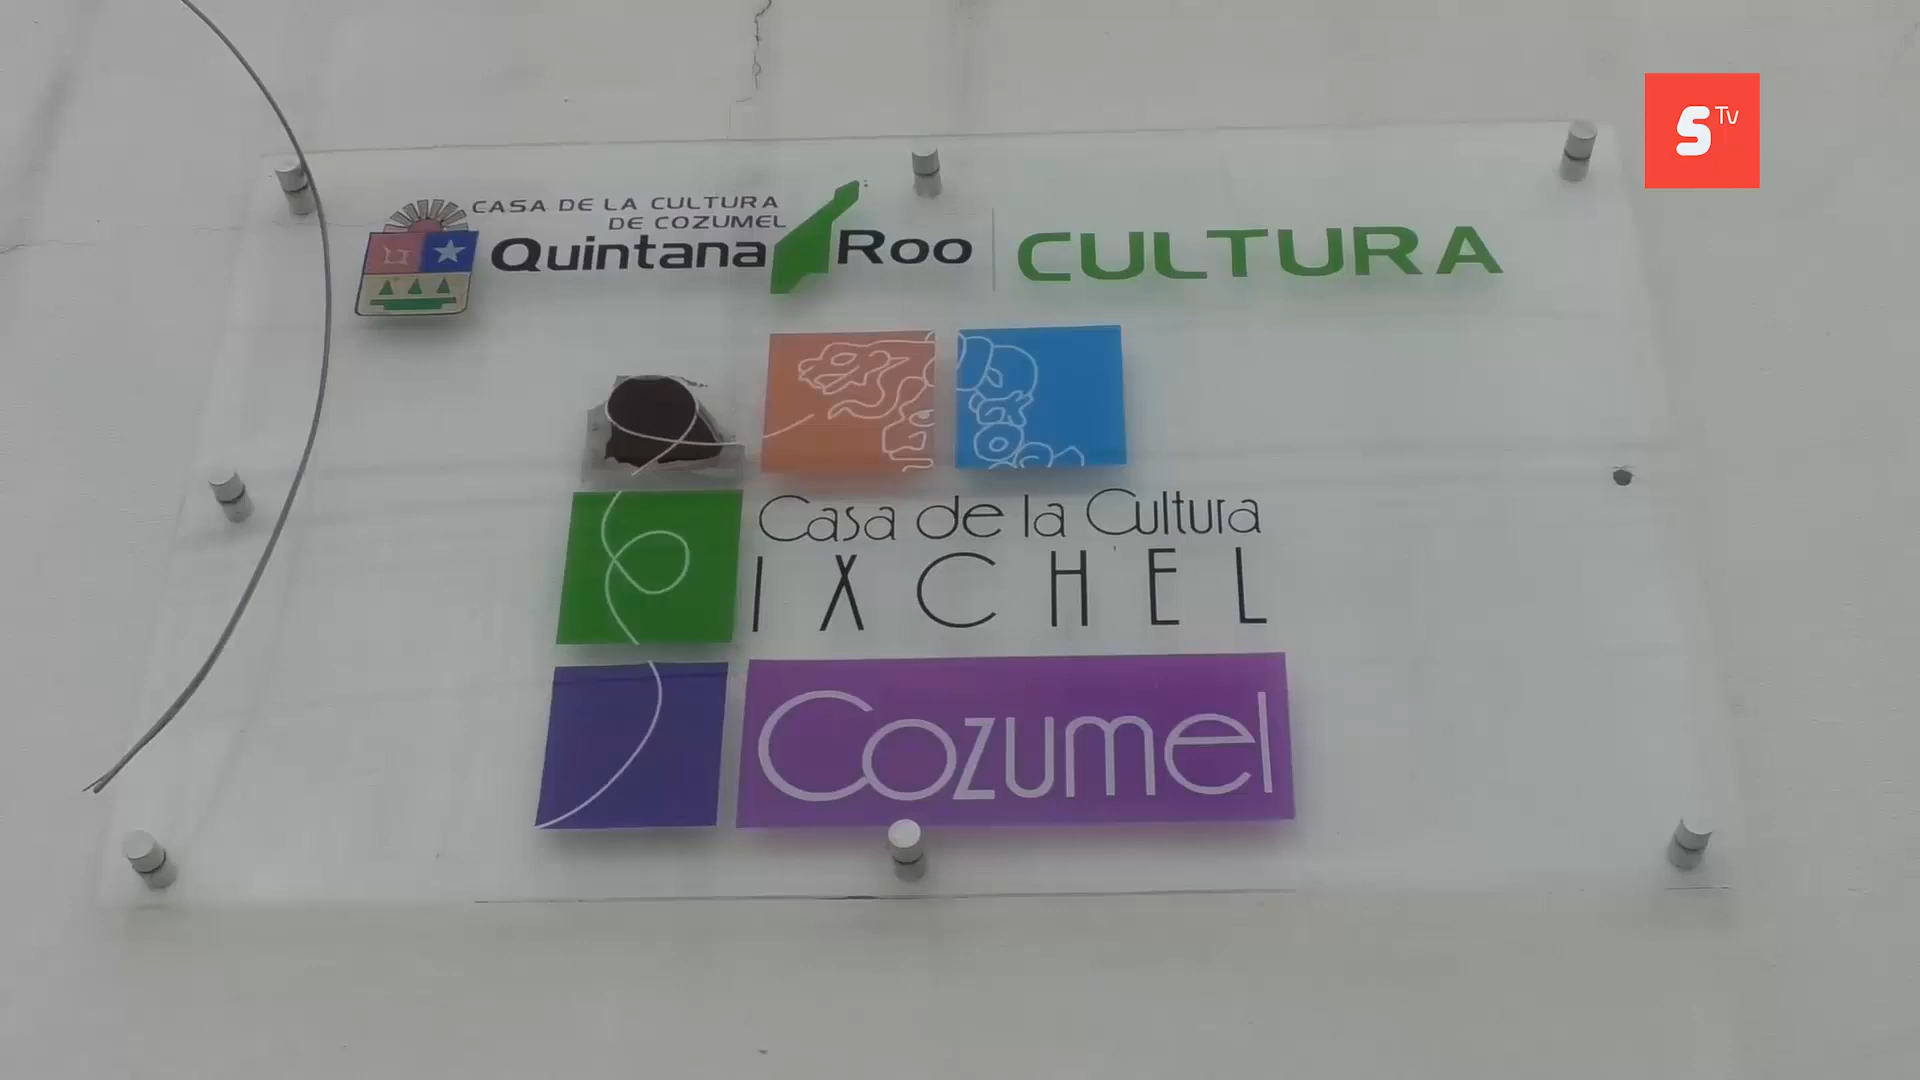 S Tv
CASA DE LA CULTURA
DE COZUMEL
Quintana Roo
CULTURA
Casa de la Cultura
IXCHEL
Cozumel